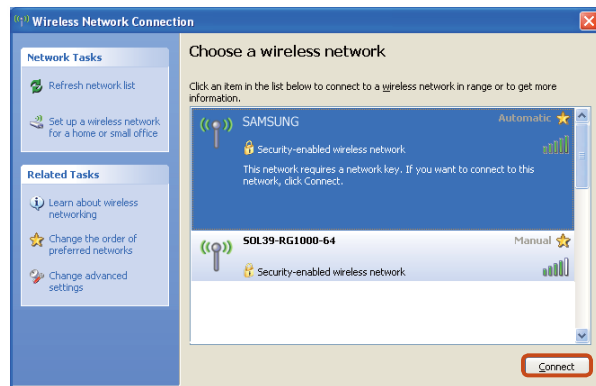 Wireless Network Connection
Network Tasks
Refresh network list
Set up a wireless network
for a home or small office
Related Tasks
Learn about wireless
networking
Change the order of
preferred networks
Change advanced
settings
Choose a wireless network
Click an item in the list below to connect to a wireless network in range or to get more
information.
SAMSUNG
Automatic
Security-enabled wireless network
This network requires a network key. If you want to connect to this
network, click Connect.
SOL39-RG1000-64
Manual
Security-enabled wireless network
Connect